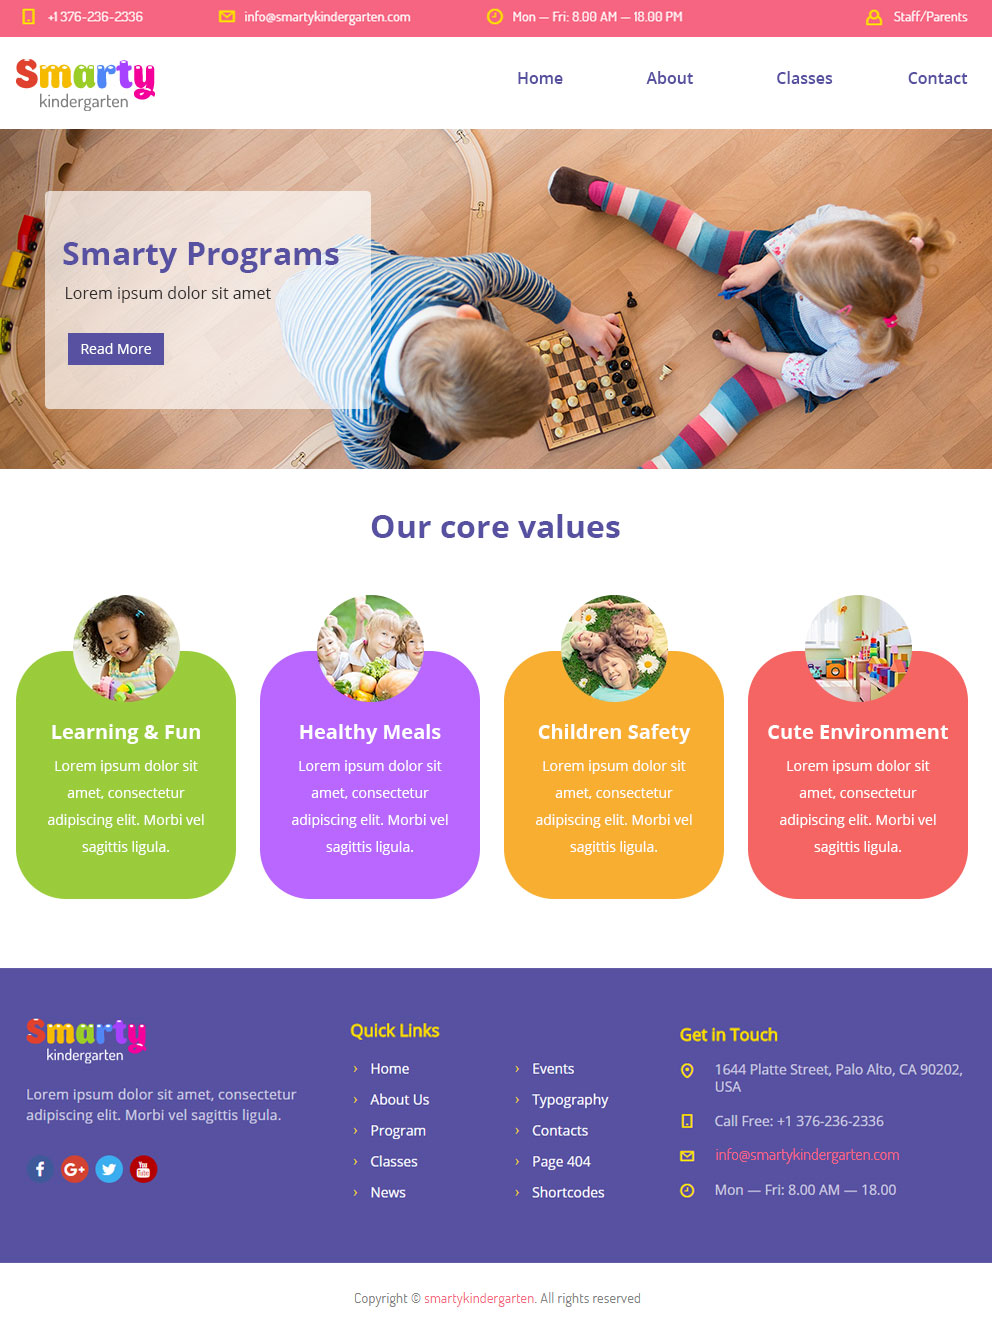 +1 376-236-2336
info@smartykindergarten.com
Mon — Fri: 8.00 AM — 18.00 PM
Staff/Parents
Smarty
kindergarten
Home
About
Classes
Contact
Smarty Programs
Lorem ipsum dolor sit amet
Read More
Our core values
Learning & Fun
Lorem ipsum dolor sit
amet, consectetur
adipiscing elit. Morbi vel
sagittis ligula.
Healthy Meals
Lorem ipsum dolor sit
amet, consectetur
adipiscing elit. Morbi vel
sagittis ligula.
Children Safety
Lorem ipsum dolor sit
amet, consectetur
adipiscing elit. Morbi vel
sagittis ligula.
Cute Environment
Lorem ipsum dolor sit
amet, consectetur
adipiscing elit. Morbi vel
sagittis ligula.
Smarty
kindergarten
Lorem ipsum dolor sit amet, consectetur
adipiscing elit. Morbi vel sagittis ligula.
f
G+
You
Tube
Quick Links
› Home
› About Us
› Program
› Classes
› News
› Events
› Typography
› Contacts
› Page 404
› Shortcodes
Get in Touch
1644 Platte Street, Palo Alto, CA 90202,
USA
Call Free: +1 376-236-2336
info@smartykindergarten.com
Mon — Fri: 8.00 AM — 18.00
Copyright © smartykindergarten. All rights reserved